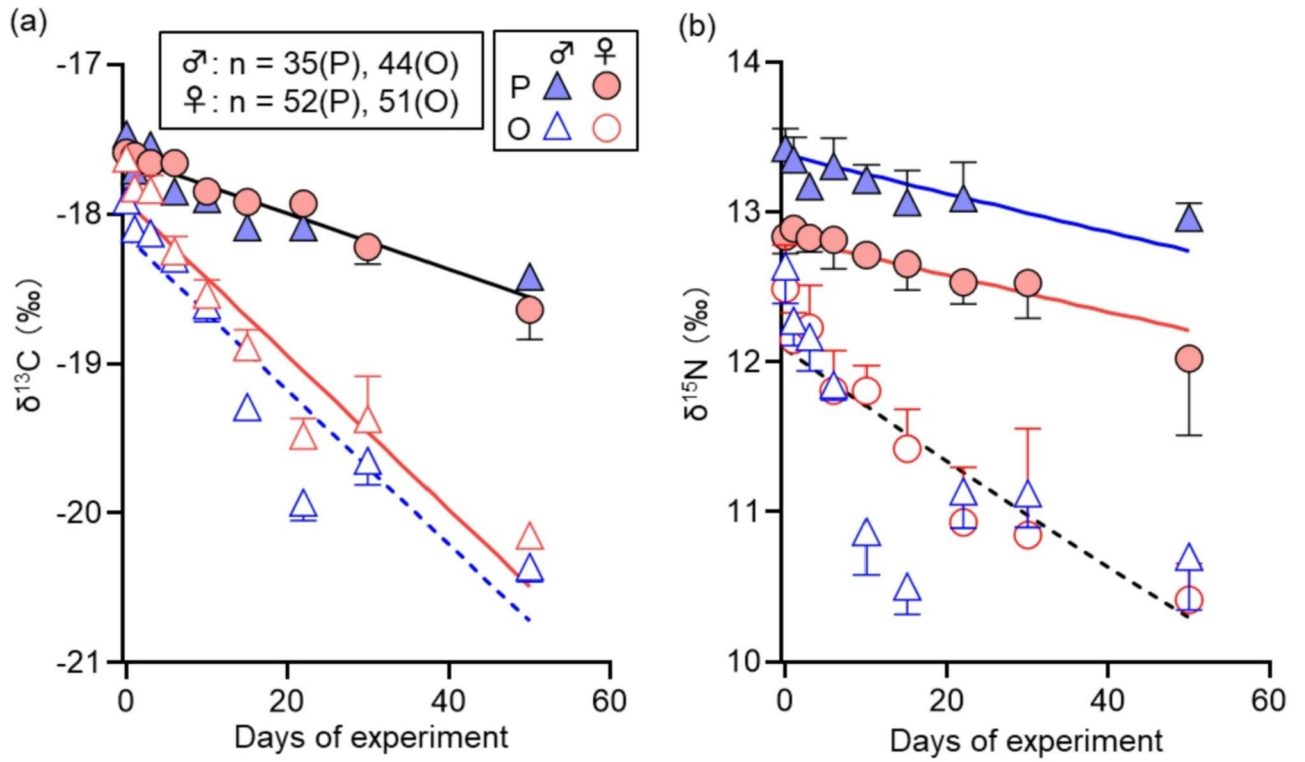 (a)
♂: n = 35(P), 44(O)
♀: n = 52(P), 51(O)
♂ ♀
P
O
-17
-18
-19
-20
-21
δ¹³C (‰)
0 20 40 60
Days of experiment
(b)
14
13
12
11
10
δ¹⁵N (‰)
0 20 40 60
Days of experiment